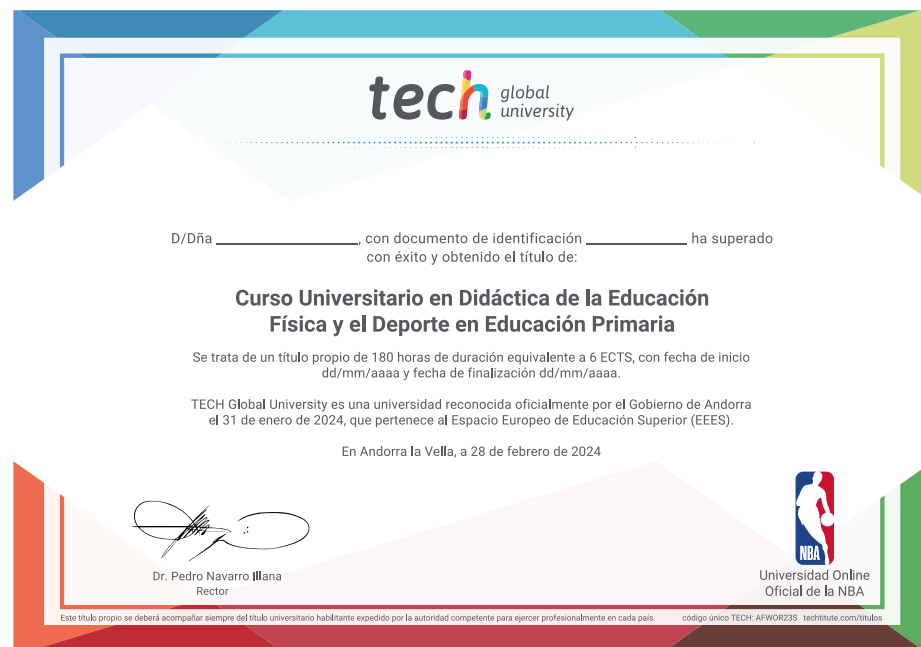 tech global university
D/Dña ____________________, con documento de identificación ______________ ha superado
con éxito y obtenido el título de:
Curso Universitario en Didáctica de la Educación
Física y el Deporte en Educación Primaria
Se trata de un título propio de 180 horas de duración equivalente a 6 ECTS, con fecha de inicio
dd/mm/aaaa y fecha de finalización dd/mm/aaaa.
TECH Global University es una universidad reconocida oficialmente por el Gobierno de Andorra
el 31 de enero de 2024, que pertenece al Espacio Europeo de Educación Superior (EEES).
En Andorra la Vella, a 28 de febrero de 2024
Dr. Pedro Navarro Illana
Rector
NBA
Universidad Online
Oficial de la NBA
Este título propio se deberá acompañar siempre del título universitario habilitante expedido por la autoridad competente para ejercer profesionalmente en cada país. código único TECH: AFWOR23S techtitute.com/titulos